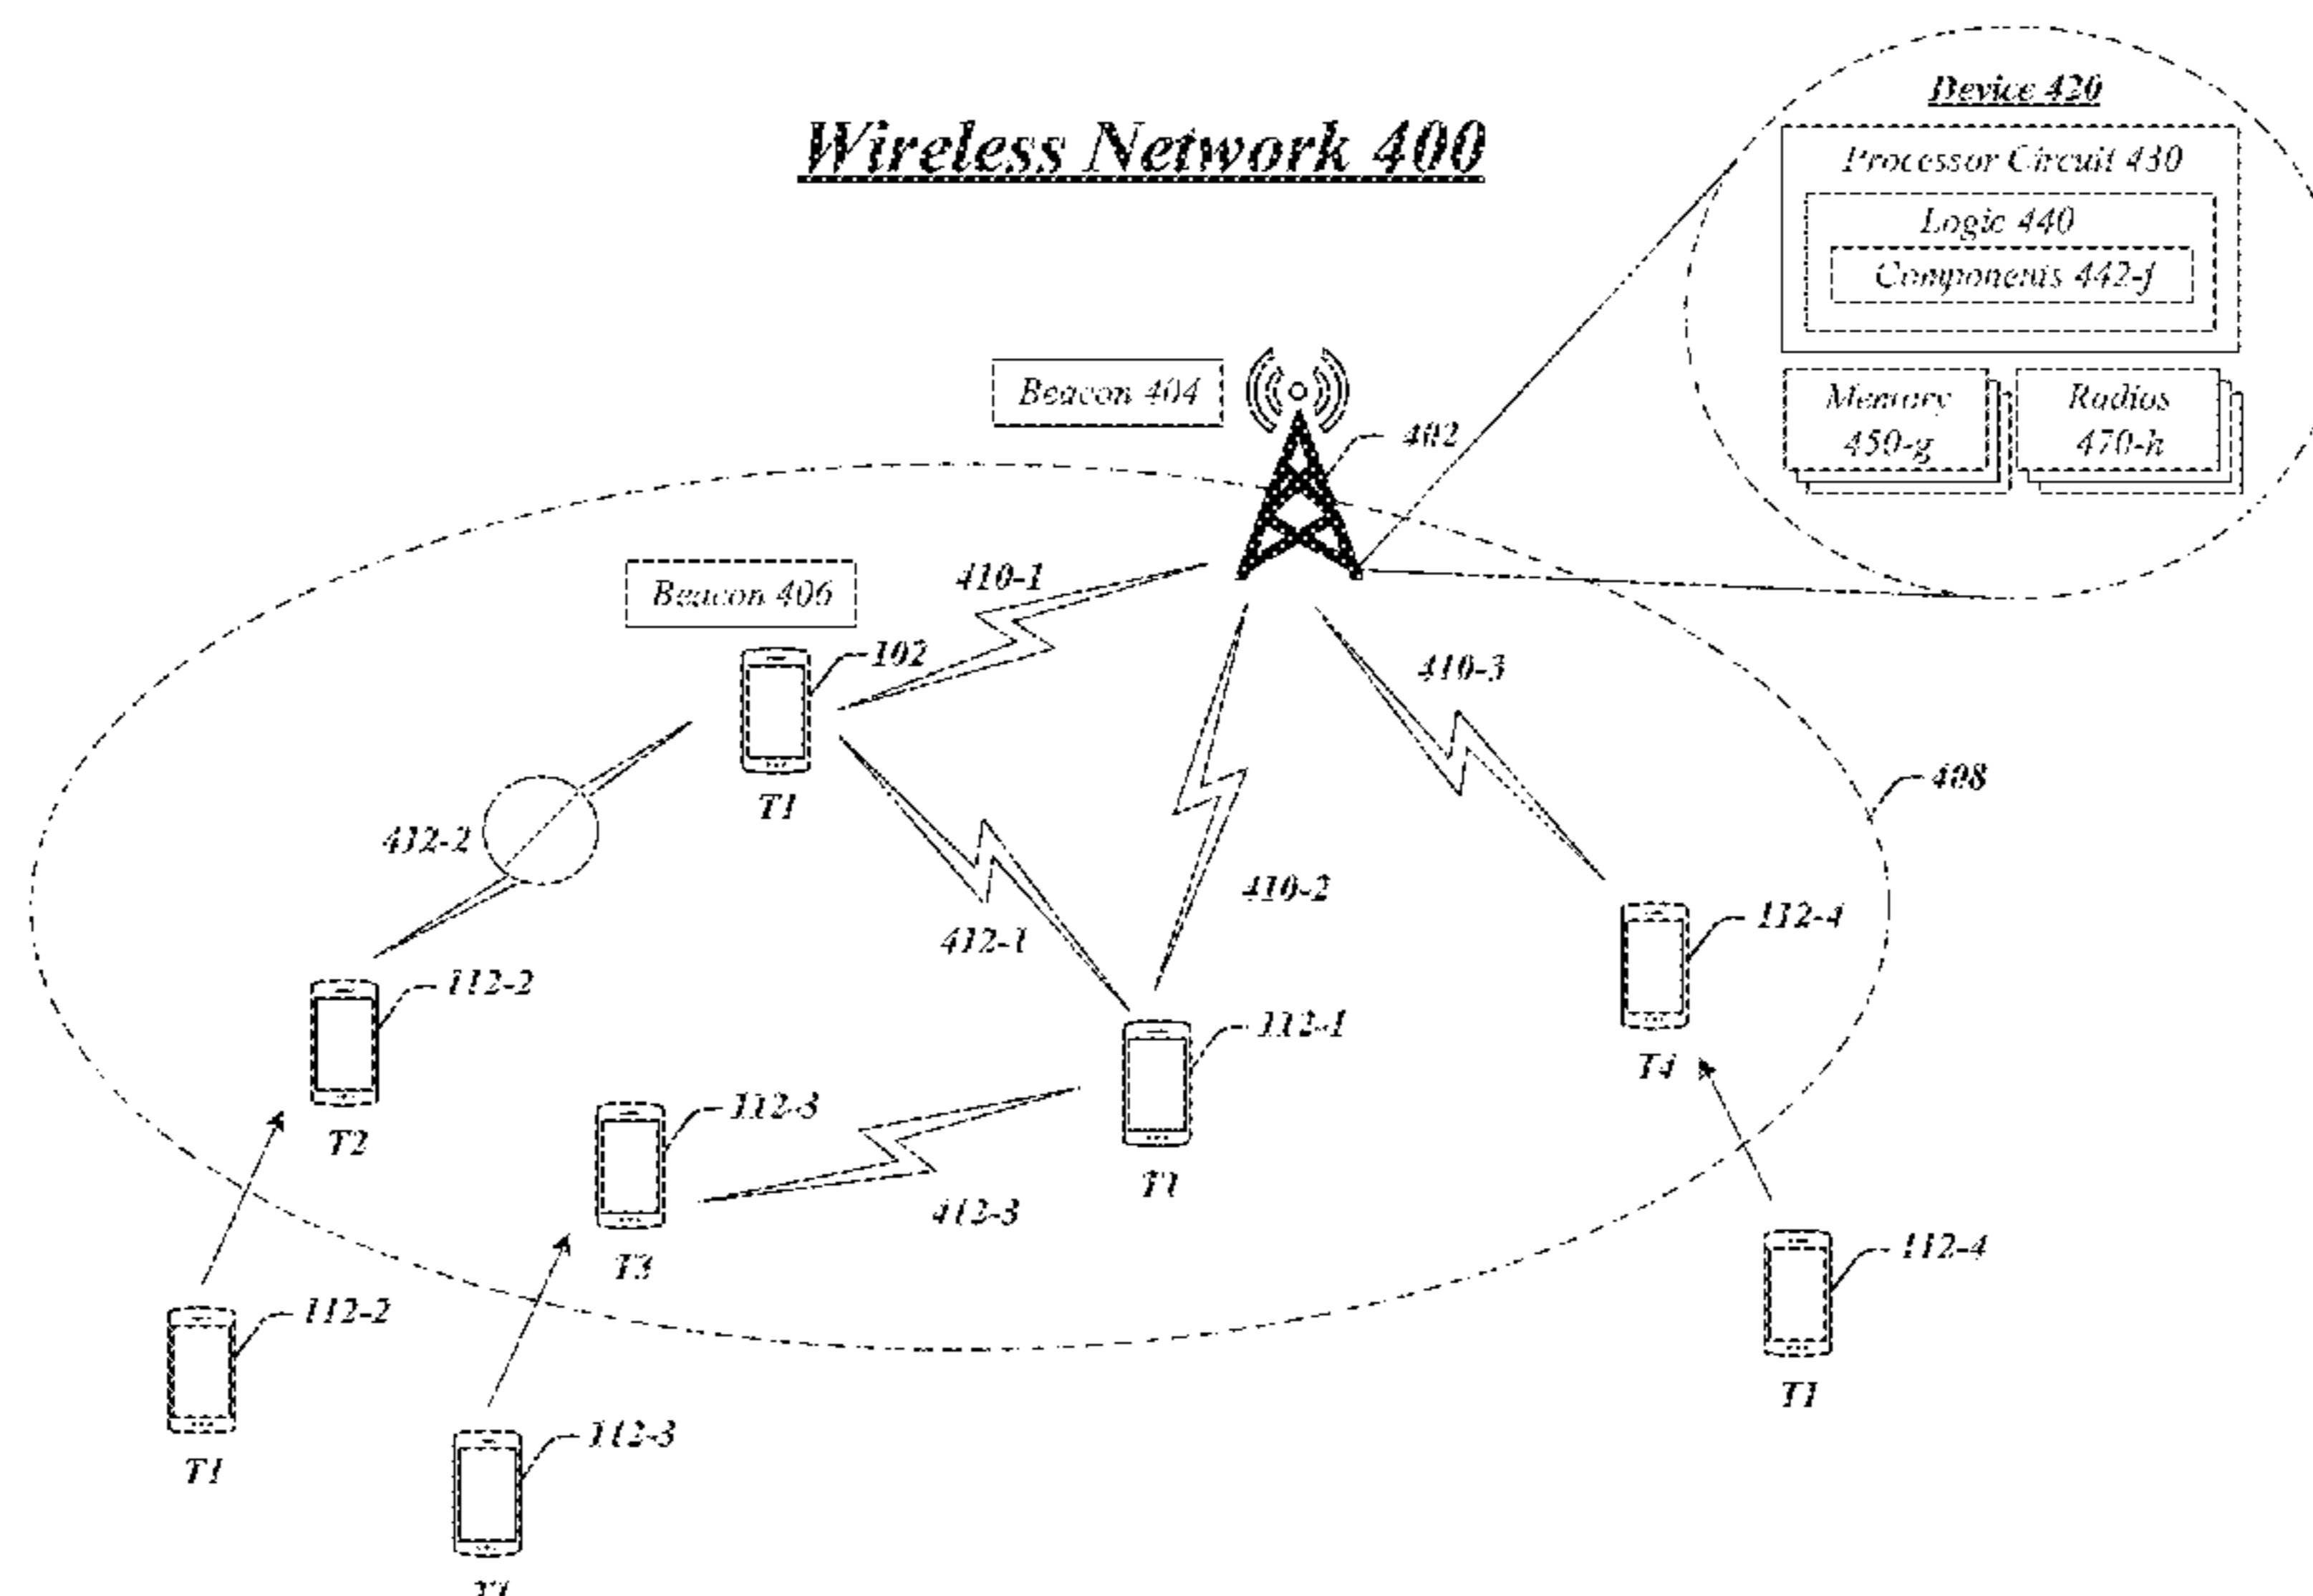 Wireless Network 400
Device 420
Processor Circuit 430
Logic 440
Components 442-f
Memory
450-g
Radios
470-h
Beacon 404
402
Beacon 406
410-1
102
410-3
T1
408
412-2
410-2
412-1
112-4
112-2
112-1
T4
112-3
T2
T1
412-3
T3
112-4
112-2
T1
112-3
T1